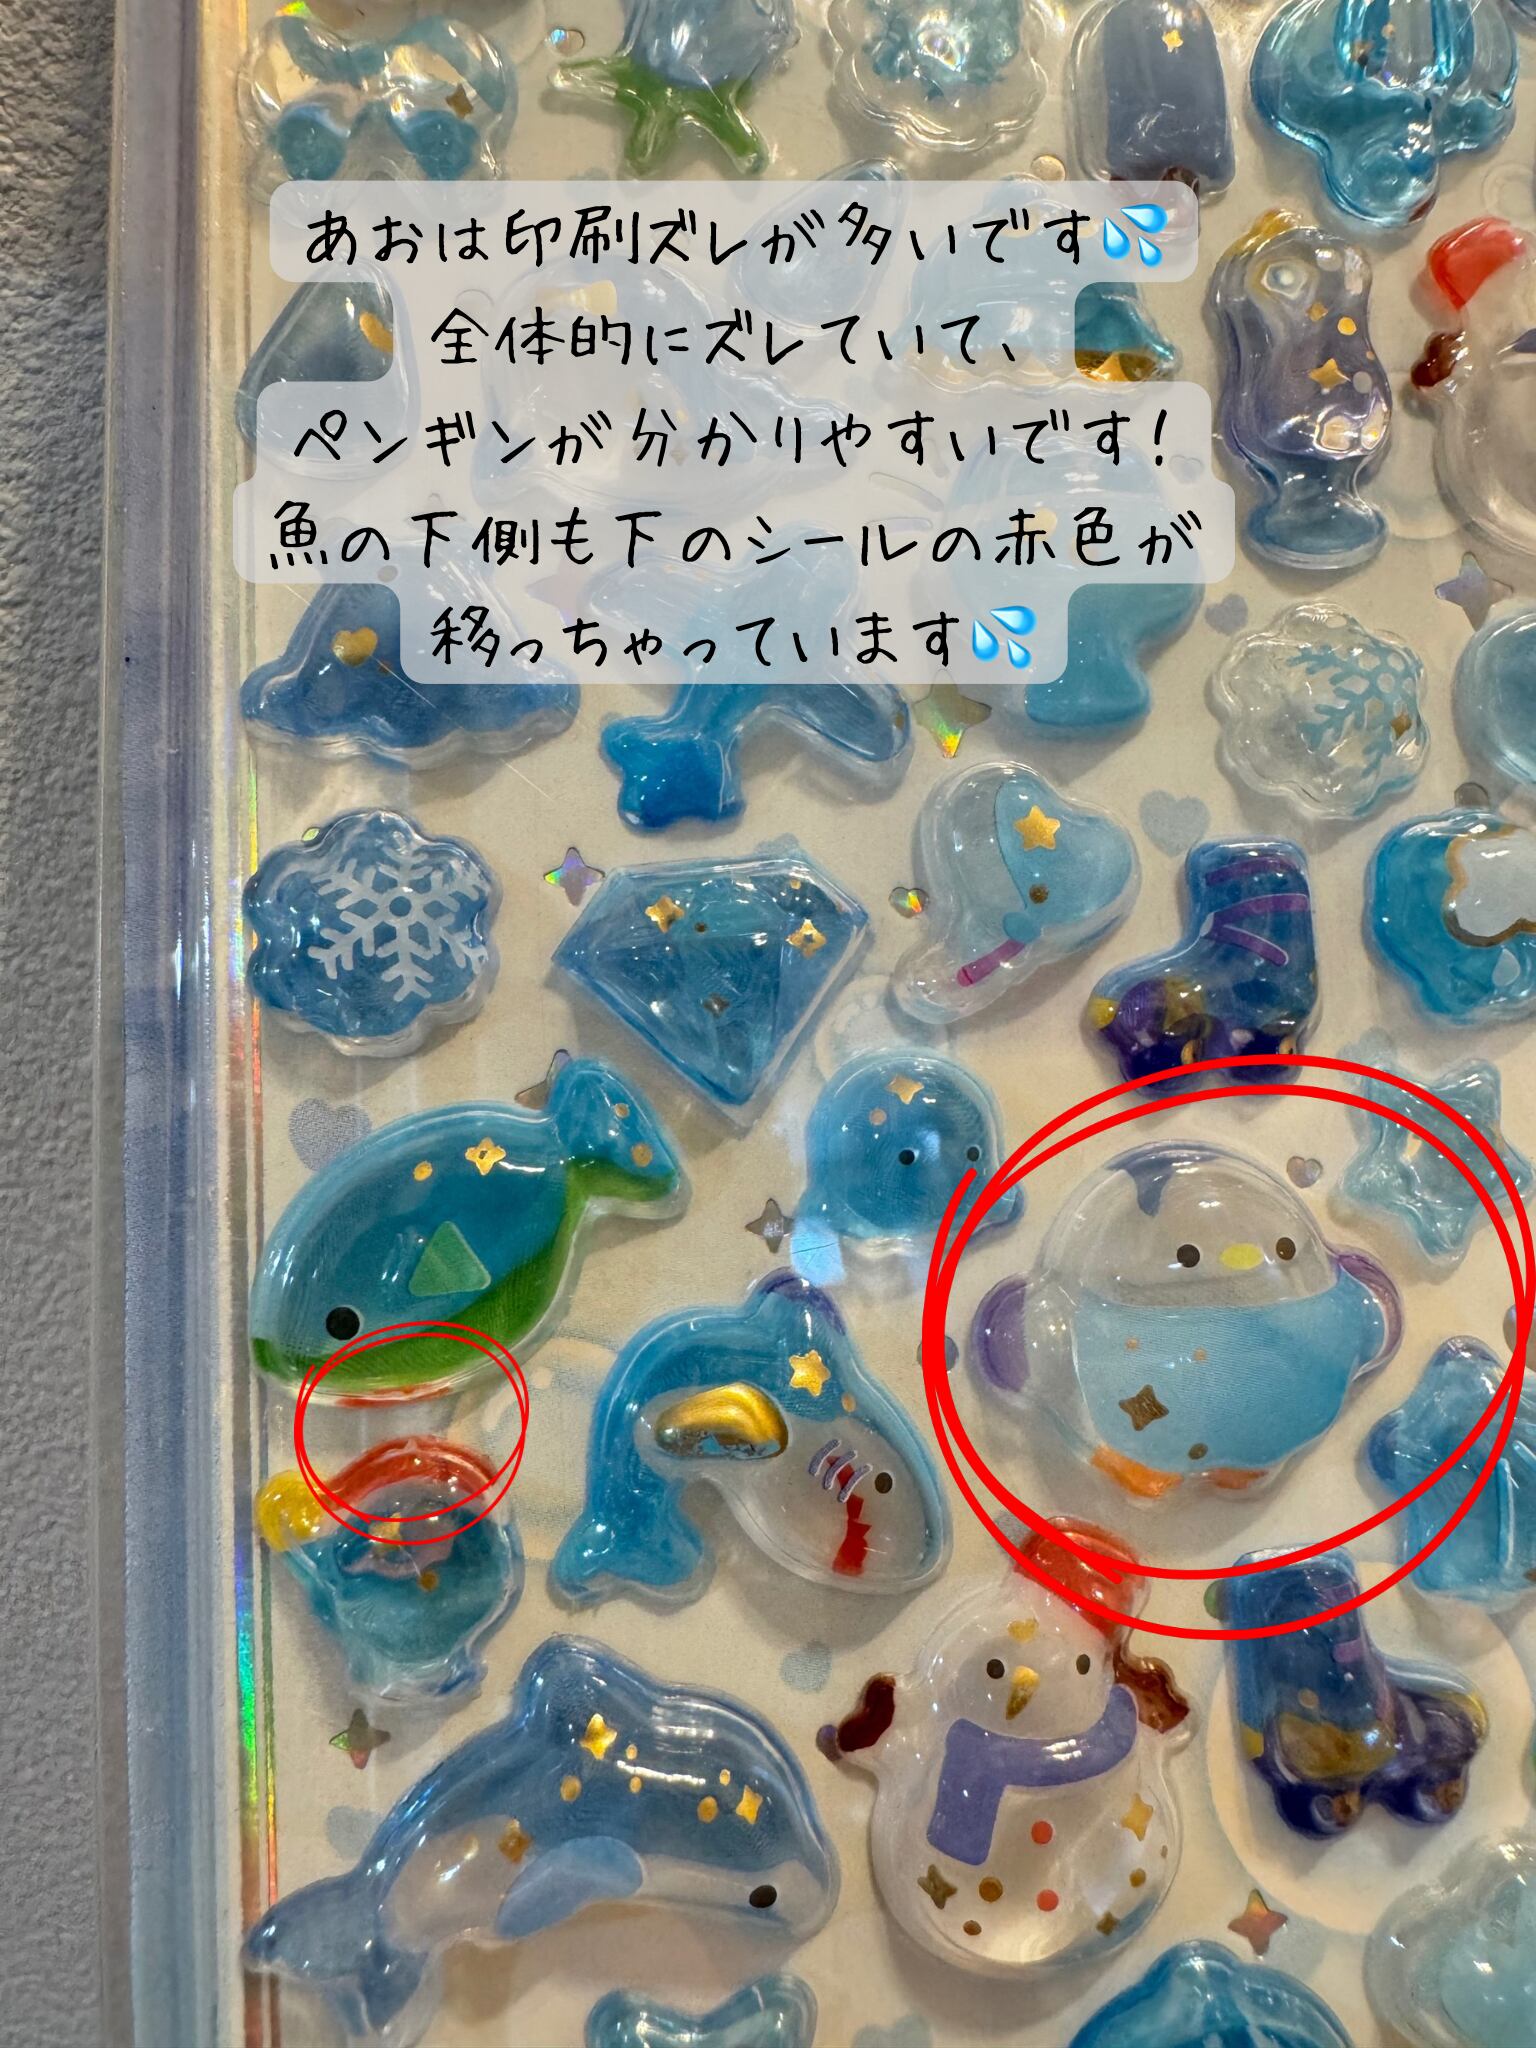 あおは印刷ズレが多いです💦
全体的にズレていて、
ペンギンが分かりやすいです!
魚の下側も下のシールの赤色が
移っちゃっています💦